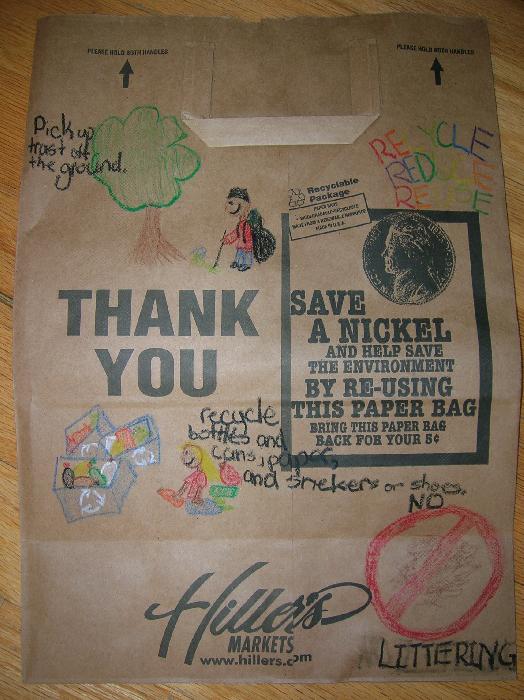 PLEASE HOLD BOTH HANDLES
PLEASE HOLD BOTH HANDLES
Pick up
trast off
the ground.
RECYCLE
REDUCE
REUSE
Recyclable
Package
THANK
YOU
SAVE
A NICKEL
AND HELP SAVE
THE ENVIRONMENT
BY RE-USING
THIS PAPER BAG
BRING THIS PAPER BAG
BACK FOR YOUR 5¢
recycle
bottles and
cans, paper,
and snekers or shoes.
NO
LITTERING
Hiller's
MARKETS
www.hillers.com